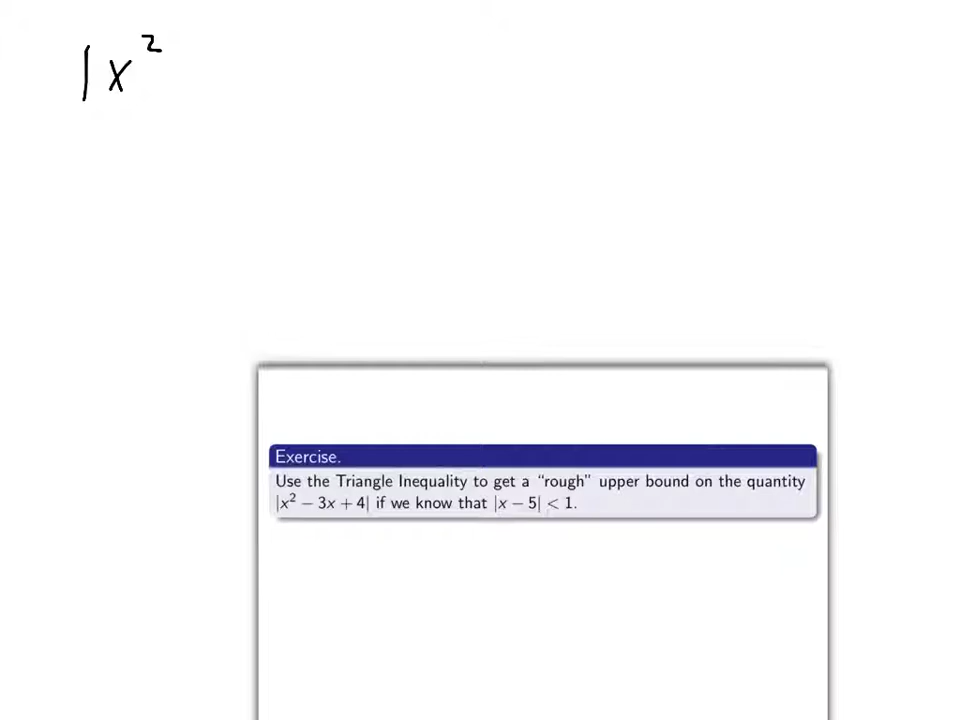 |x²
Exercise.
Use the Triangle Inequality to get a “rough” upper bound on the quantity
|x² − 3x + 4| if we know that |x − 5| < 1.